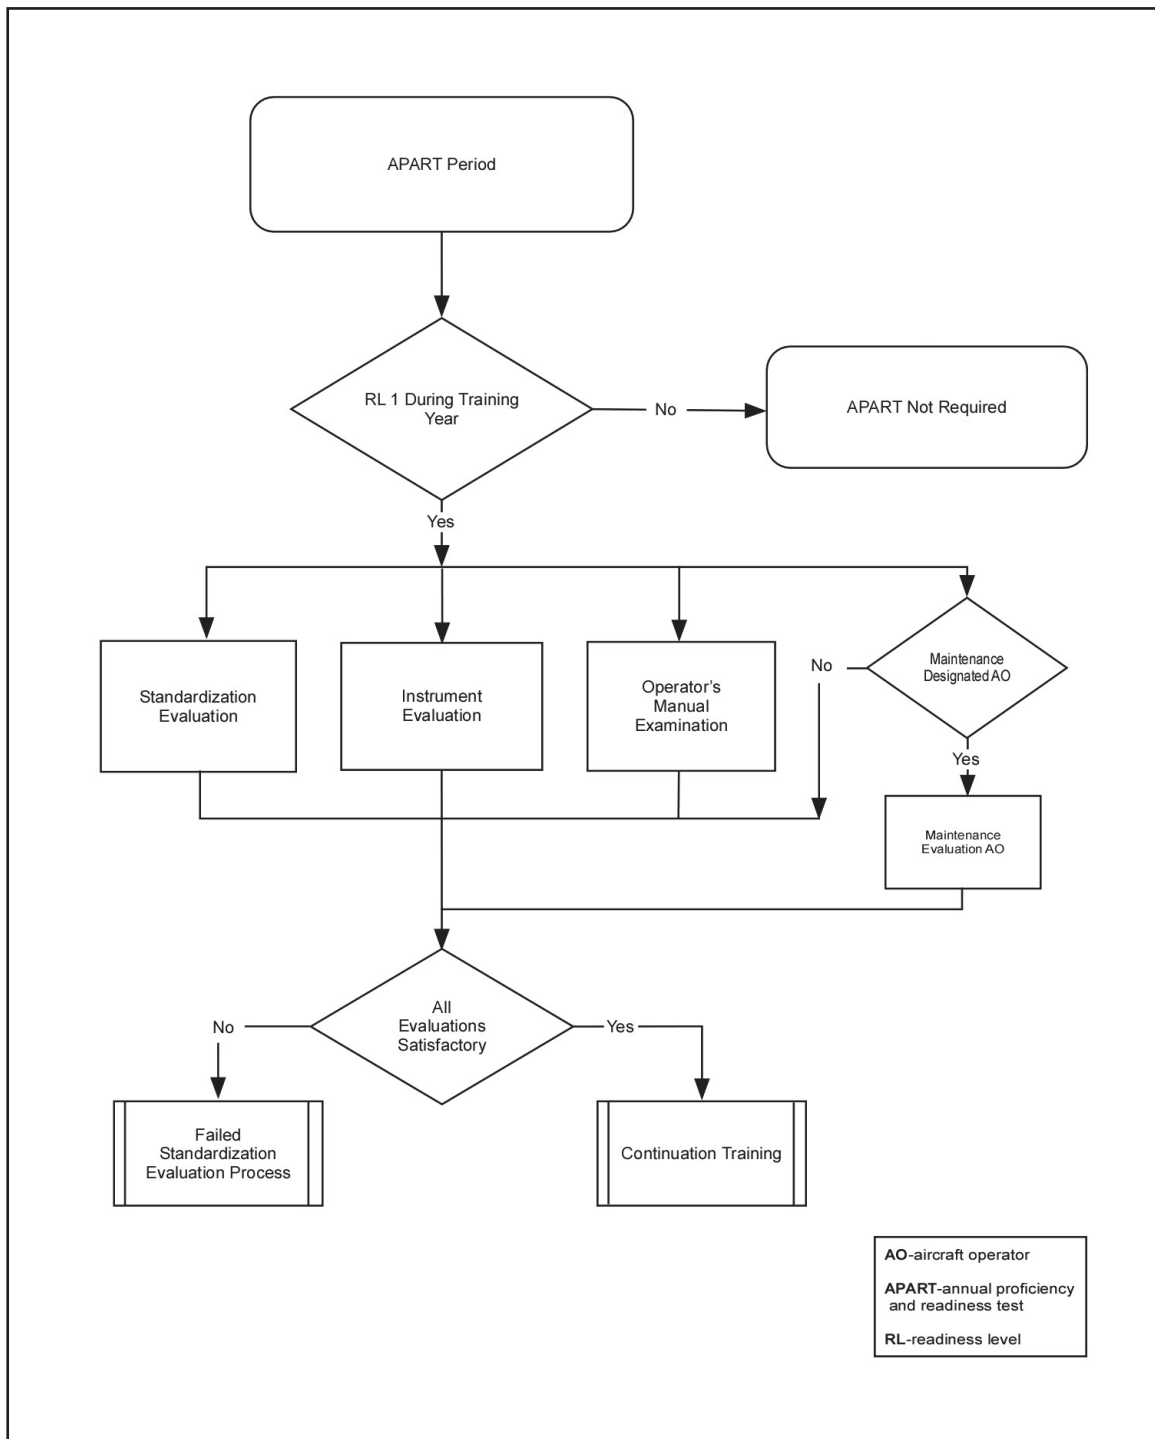 APART Period
RL 1 During Training
Year
No
APART Not Required
Yes
Standardization
Evaluation
Instrument
Evaluation
Operator's
Manual
Examination
No
Maintenance
Designated AO
Yes
Maintenance
Evaluation AO
All
Evaluations
Satisfactory
No
Yes
Failed
Standardization
Evaluation Process
Continuation Training
AO-aircraft operator
APART-annual proficiency
and readiness test
RL-readiness level